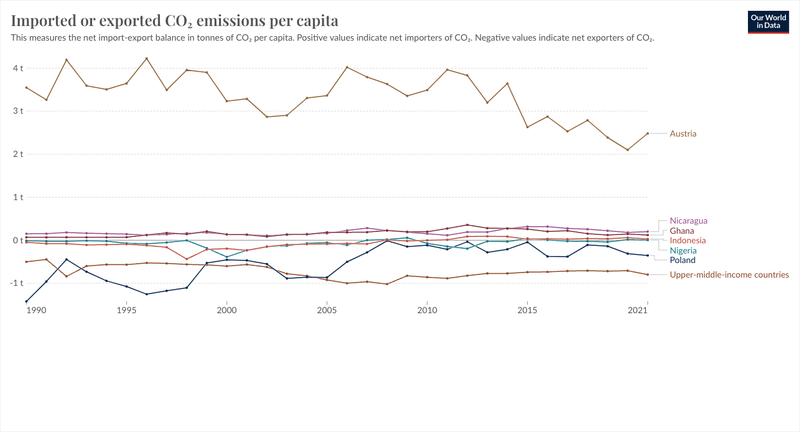 Imported or exported CO₂ emissions per capita
Our World
in Data
This measures the net import-export balance in tonnes of CO₂ per capita. Positive values indicate net importers of CO₂. Negative values indicate net exporters of CO₂.
4 t
3 t
Austria
2 t
1 t
Nicaragua
Ghana
0 t
Indonesia
Nigeria
Poland
Upper-middle-income countries
-1 t
1990
1995
2000
2005
2010
2015
2021